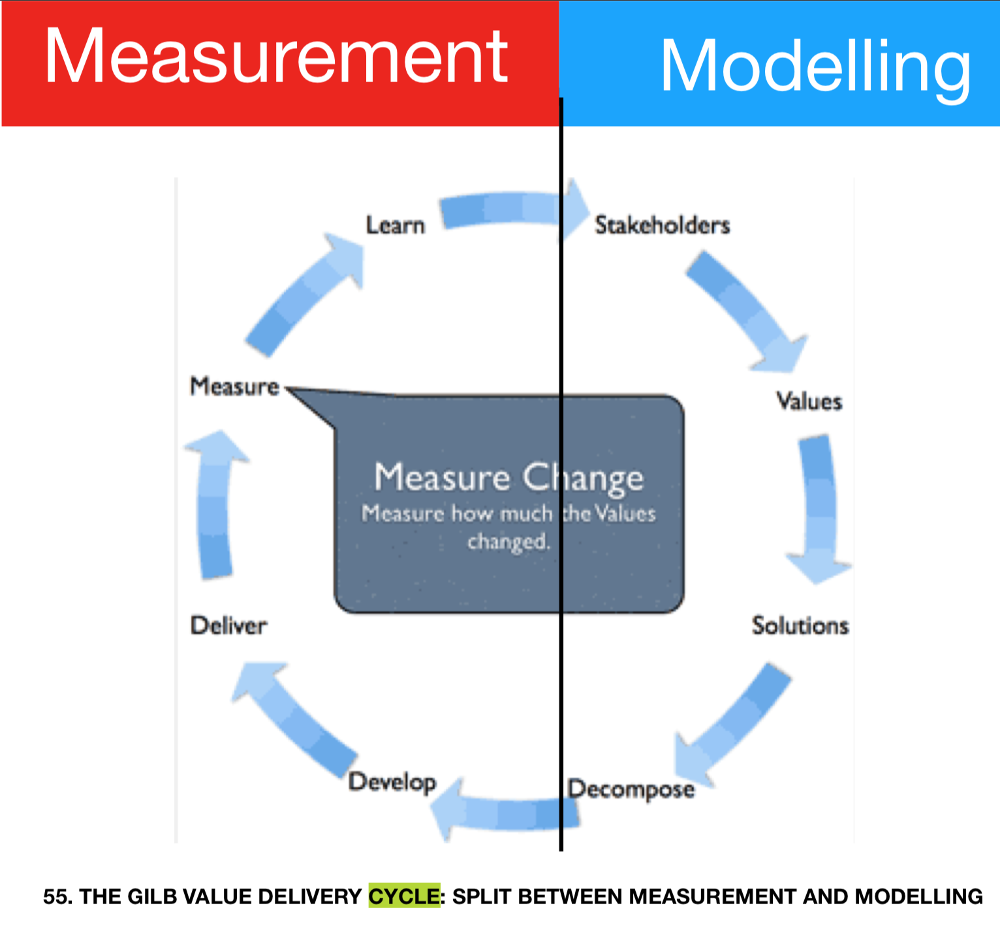 Measurement
Modelling
Learn
Stakeholders
Measure
Values
Measure Change
Measure how much the Values
changed.
Deliver
Solutions
Develop
Decompose
55. THE GILB VALUE DELIVERY CYCLE: SPLIT BETWEEN MEASUREMENT AND MODELLING